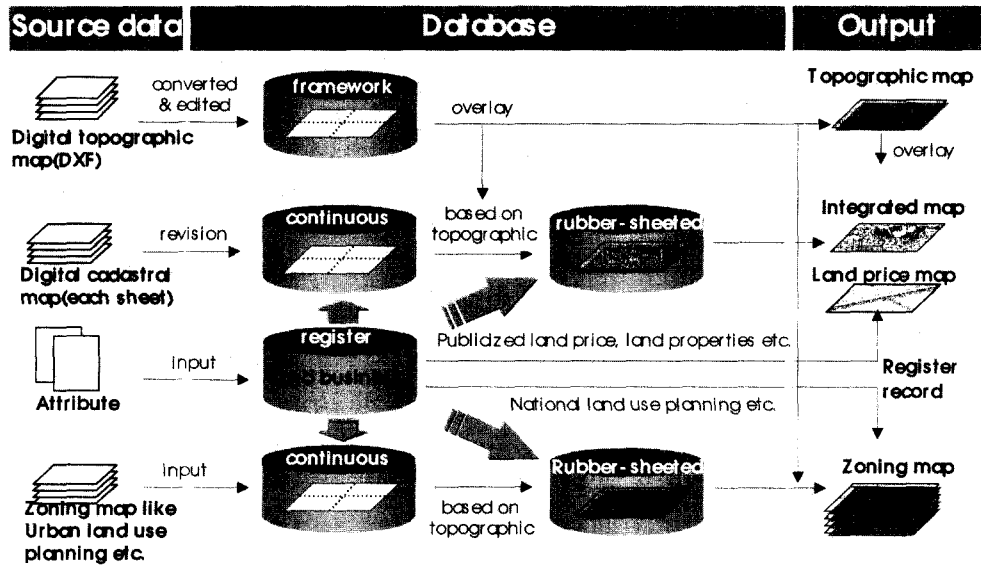 Source data
Database
Output
converted
& edited
framework
overlay
Topographic map
Digital topographic
map(DXF)
overlay
revision
continuous
based on
topographic
rubber-sheeted
Integrated map
Digital cadastral
map(each sheet)
Land price map
register
Publicized land price, land properties etc.
input
Attribute
Register
record
National land use planning etc.
input
continuous
based on
topographic
Rubber-sheeted
Zoning map
Zoning map like
Urban land use
planning etc.